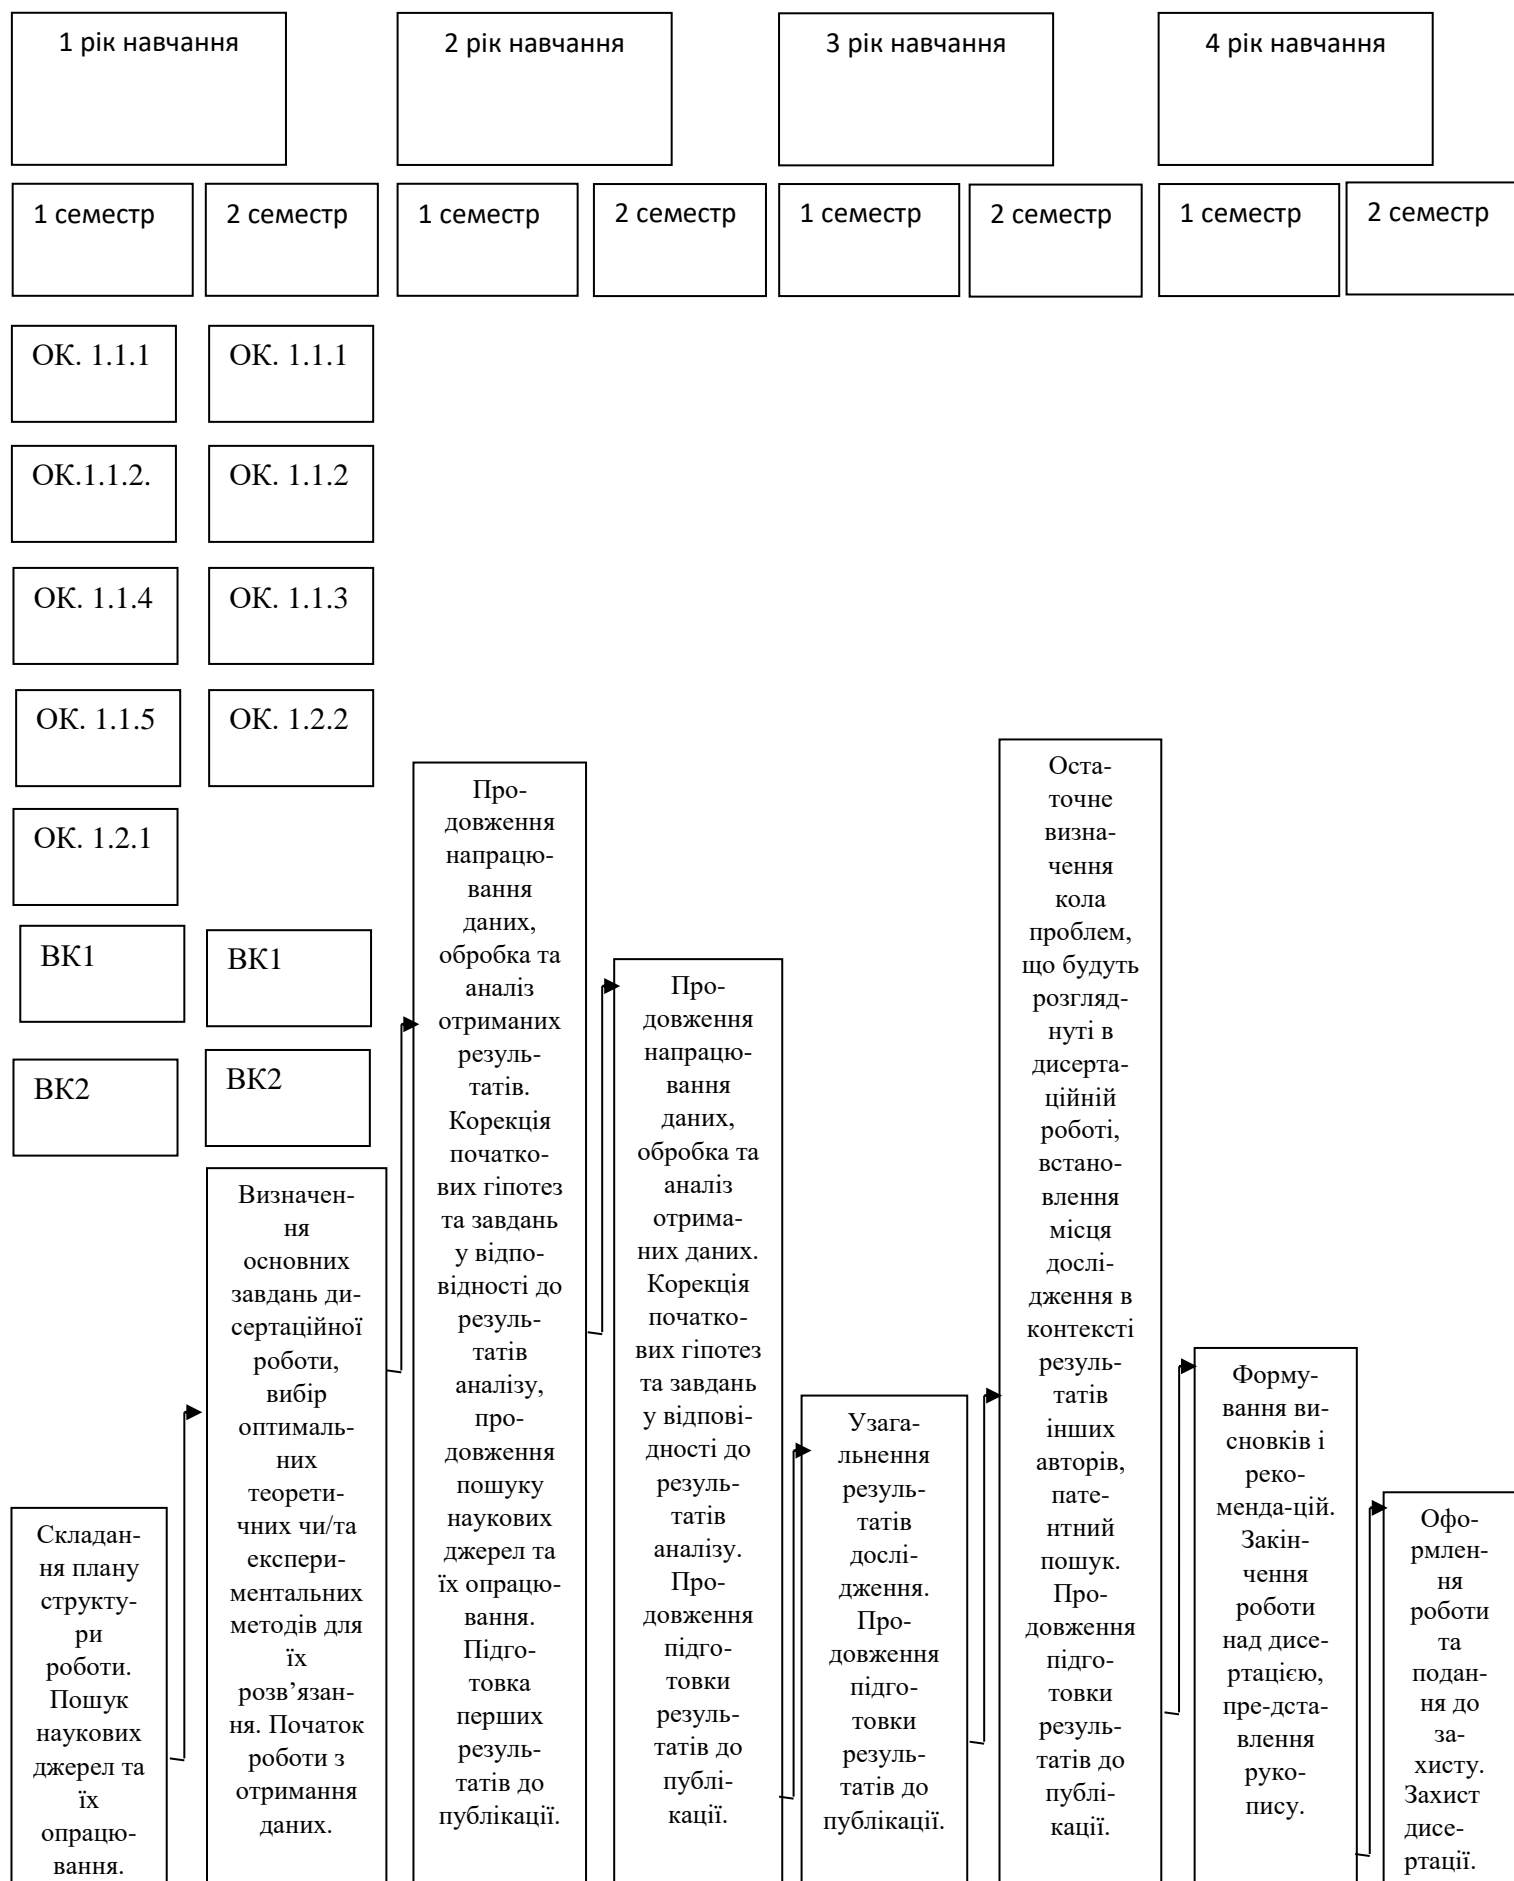 1 рік навчання
2 рік навчання
3 рік навчання
4 рік навчання
1 семестр
2 семестр
1 семестр
2 семестр
1 семестр
2 семестр
1 семестр
2 семестр
ОК. 1.1.1
ОК. 1.1.1
ОК.1.1.2.
ОК. 1.1.2
ОК. 1.1.4
ОК. 1.1.3
ОК. 1.1.5
ОК. 1.2.2
ОК. 1.2.1
ВК1
ВК1
ВК2
ВК2
Складан-
ня плану
структу-
ри
роботи.
Пошук
наукових
джерел та
їх
опрацю-
вання.
Визначен-
ня
основних
завдань ди-
сертаційної
роботи,
вибір
оптималь-
них
теорети-
чних чи/та
експери-
ментальних
методів для
їх
розв’язан-
ня. Початок
роботи з
отримання
даних.
Про-
довження
напрацю-
вання
даних,
обробка та
аналіз
отриманих
резуль-
татів.
Корекція
початко-
вих гіпотез
та завдань
у відпо-
відності до
резуль-
татів
аналізу,
про-
довження
пошуку
наукових
джерел та
їх опрацю-
вання.
Підго-
товка
перших
резуль-
татів до
публікації.
Про-
довження
напрацю-
вання
даних,
обробка та
аналіз
отрима-
них даних.
Корекція
початко-
вих гіпотез
та завдань
у відпові-
дності до
резуль-
татів
аналізу.
Про-
довження
підго-
товки
резуль-
татів до
публі-
кації.
Узага-
льнення
резуль-
татів
дослі-
дження.
Про-
довження
підго-
товки
резуль-
татів до
публікації.
Оста-
точне
визна-
чення
кола
проблем,
що будуть
розгляд-
нуті в
дисерта-
ційній
роботі,
встано-
влення
місця
дослі-
дження в
контексті
резуль-
татів
інших
авторів,
пате-
нтний
пошук.
Про-
довження
підго-
товки
резуль-
татів до
публі-
кації.
Форму-
вання ви-
сновків і
реко-
менда-цій.
Закін-
чення
роботи
над дисе-
ртацією,
пре-дста-
влення
руко-
пису.
Офо-
рмлен-
ня
роботи
та
подан-
ня до
за-
хисту.
Захист
дисе-
ртації.